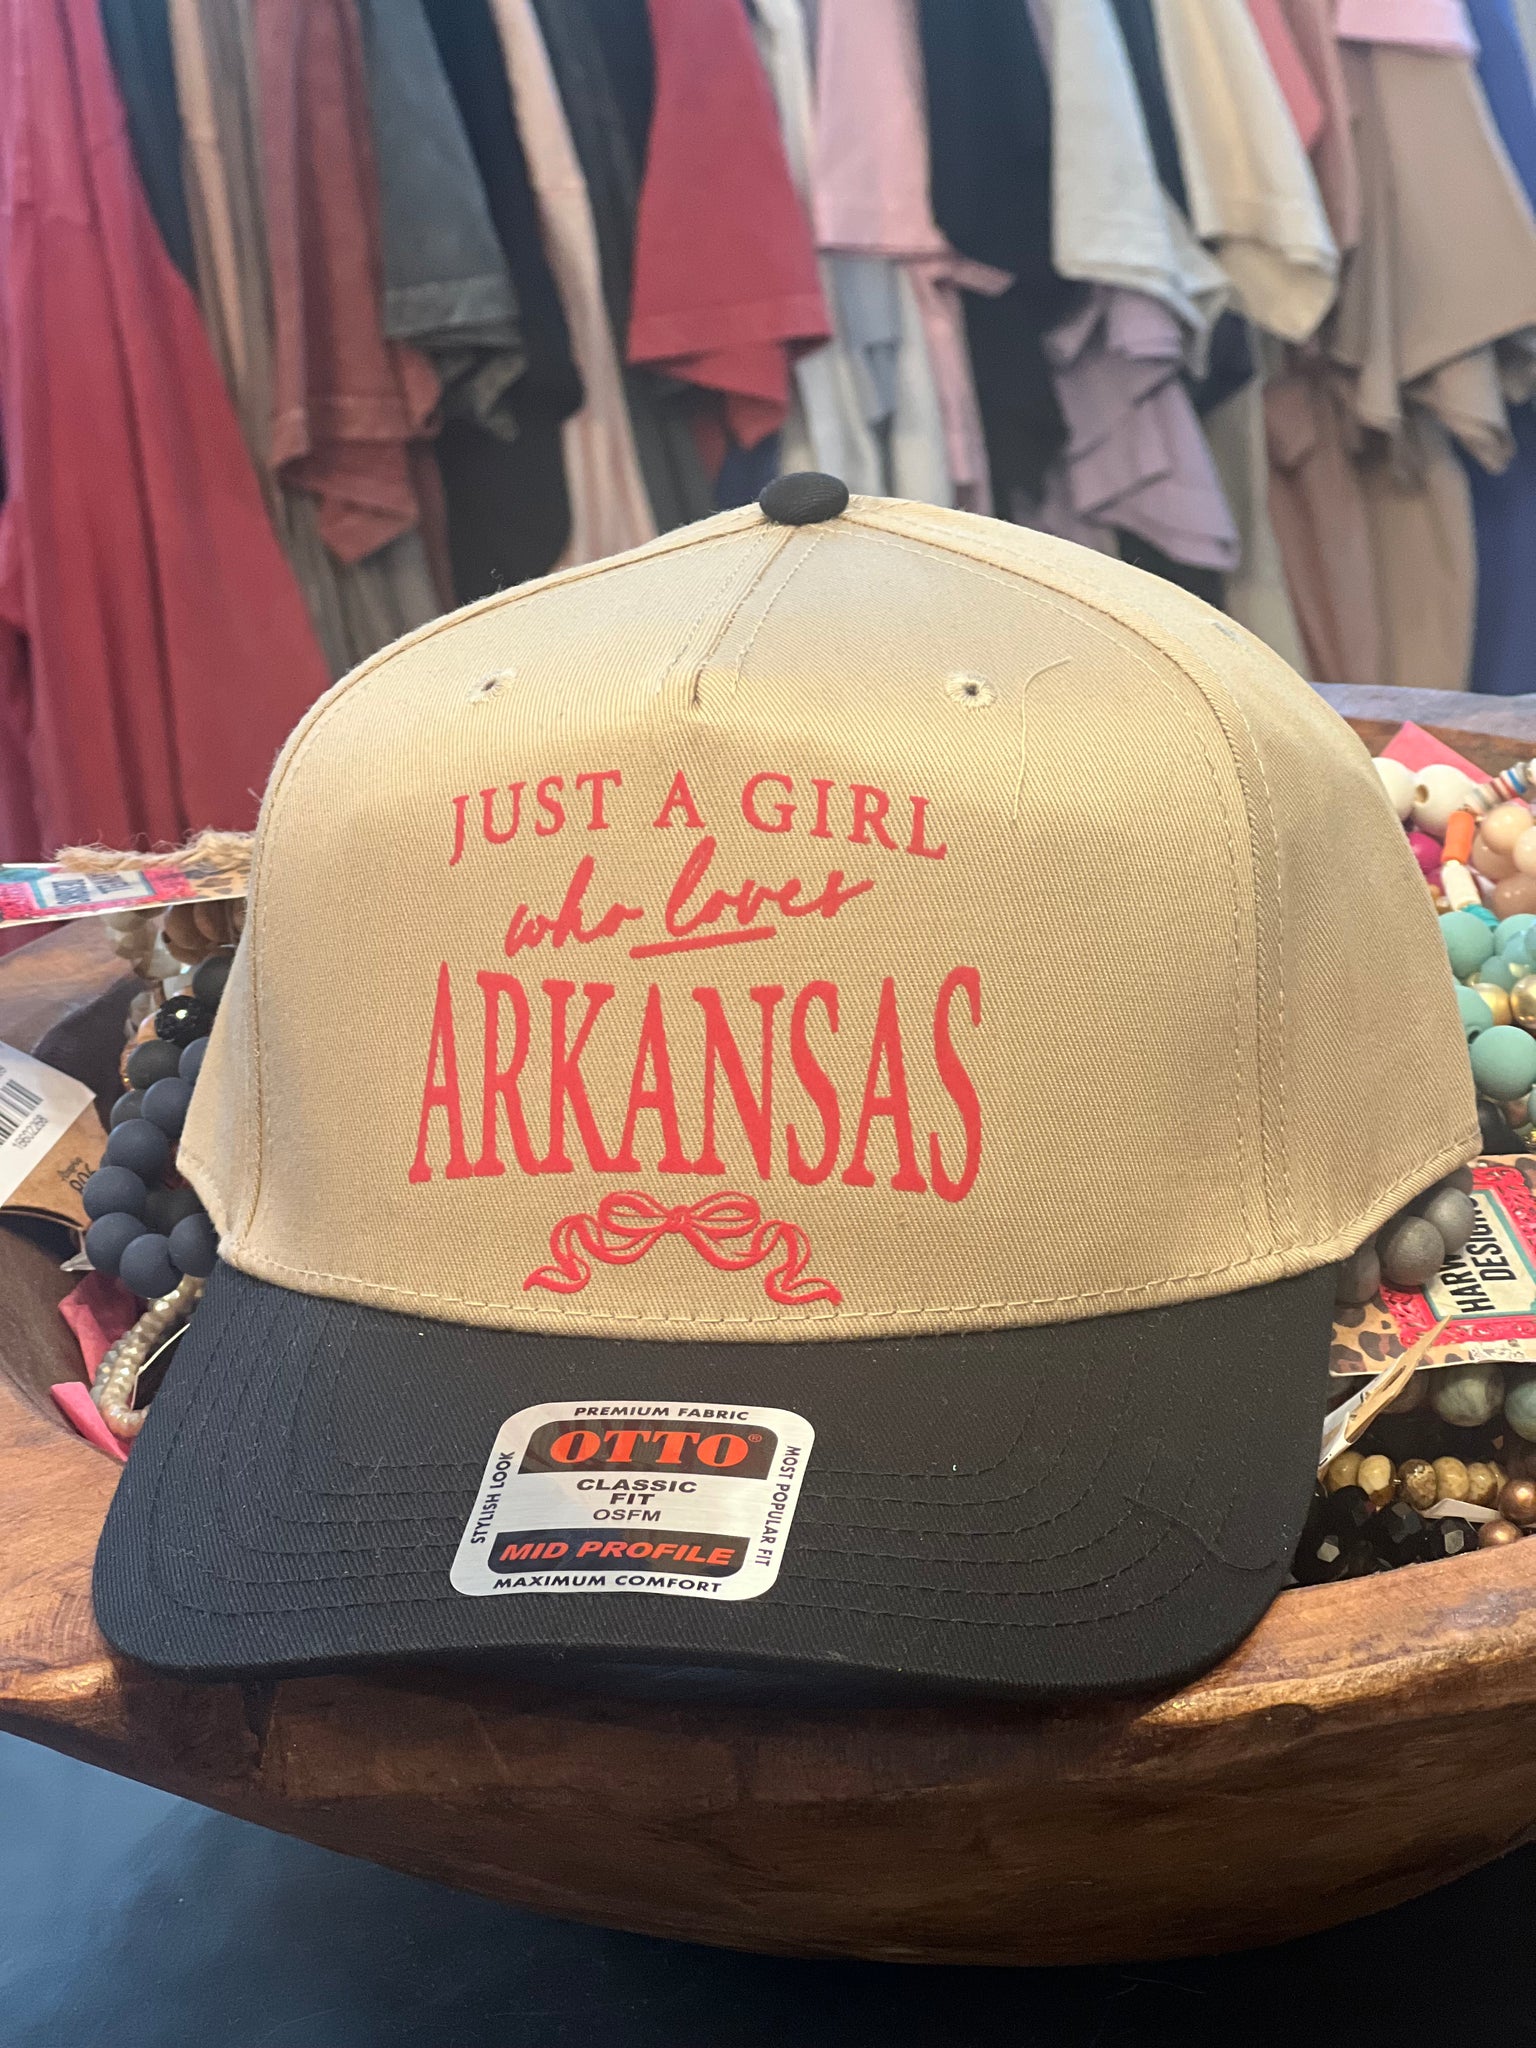 JUST A GIRL
who loves
ARKANSAS
PREMIUM FABRIC
OTTO®
STYLISH LOOK
CLASSIC
FIT
OSFM
MOST POPULAR FIT
MID PROFILE
MAXIMUM COMFORT
DESIGNS